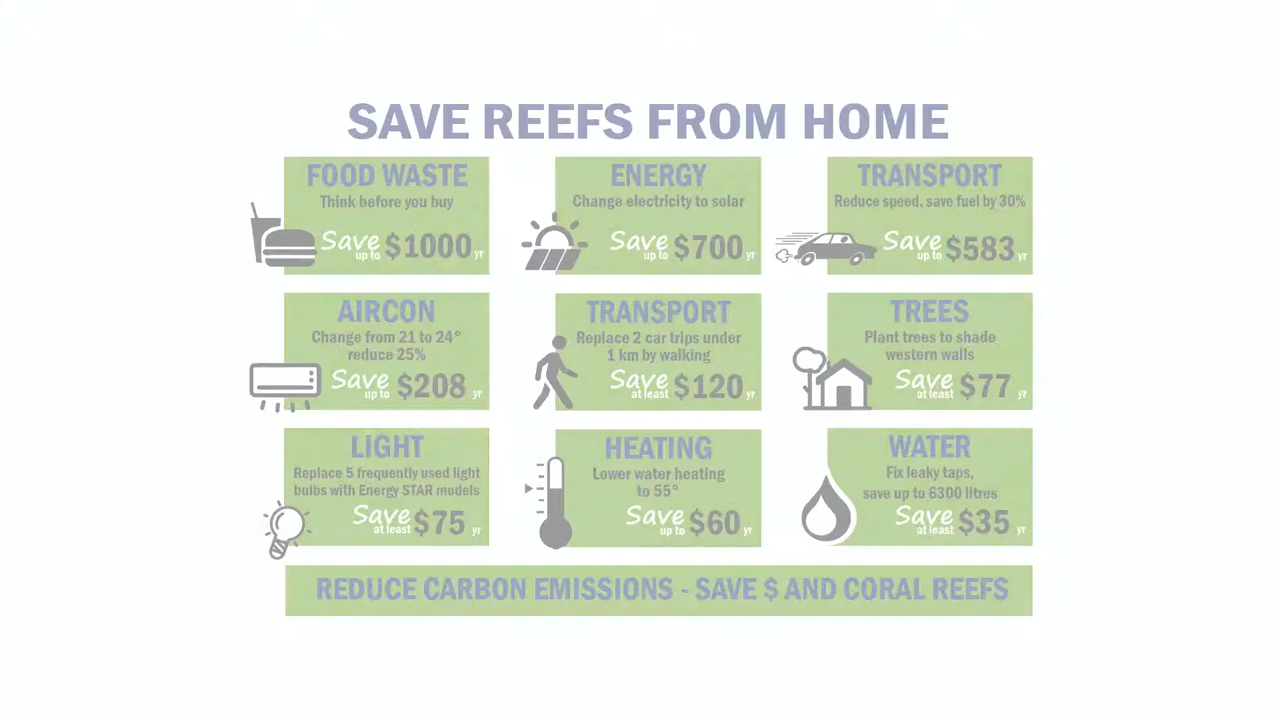 SAVE REEFS FROM HOME
FOOD WASTE
Think before you buy
Save up to $1000 yr
ENERGY
Change electricity to solar
Save up to $700 yr
TRANSPORT
Reduce speed, save fuel by 30%
Save up to $583 yr
AIRCON
Change from 21 to 24°
reduce 25%
Save up to $208 yr
TRANSPORT
Replace 2 car trips under
1 km by walking
Save at least $120 yr
TREES
Plant trees to shade
western walls
Save at least $77 yr
LIGHT
Replace 5 frequently used light
bulbs with Energy STAR models
Save at least $75 yr
HEATING
Lower water heating
to 55°
Save up to $60 yr
WATER
Fix leaky taps,
save up to 6300 litres
Save at least $35 yr
REDUCE CARBON EMISSIONS - SAVE $ AND CORAL REEFS